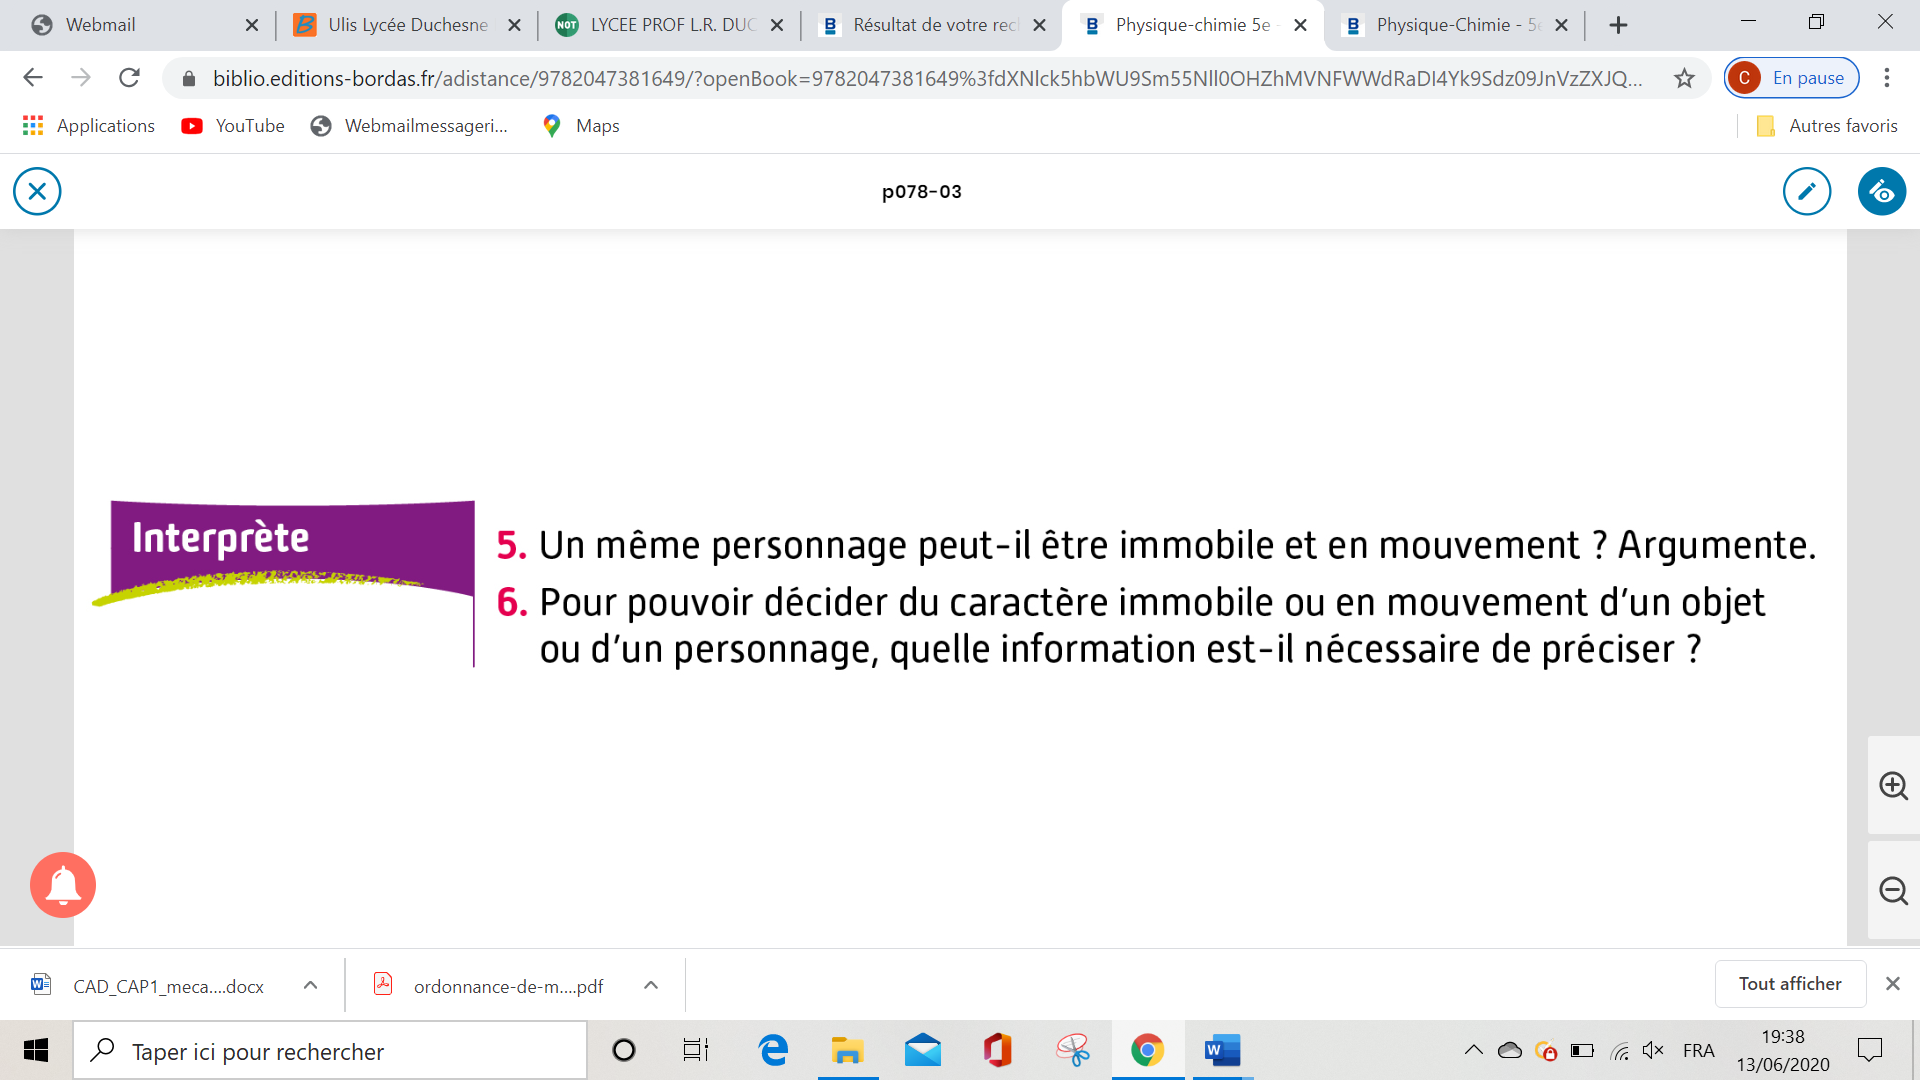 Webmail
Ulis Lycée Duchesne
NOT LYCEE PROF L.R. DUC
Résultat de votre rec
Physique-chimie 5e -
Physique-Chimie - 5e
biblio.editions-bordas.fr/adistance/9782047381649/?openBook=9782047381649%3fdXNlck5hbWU9Sm55Nll0OHZhMVNFWWdRaDl4Yk9Sdz09JnVzZXJQ...
C En pause
Applications
YouTube
Webmailmessageri...
Maps
Autres favoris
p078-03
Interprète
5. Un même personnage peut-il être immobile et en mouvement ? Argumente.
6. Pour pouvoir décider du caractère immobile ou en mouvement d'un objet
ou d'un personnage, quelle information est-il nécessaire de préciser ?
CAD_CAP1_meca....docx
ordonnance-de-m....pdf
Tout afficher
Taper ici pour rechercher
FRA
19:38
13/06/2020